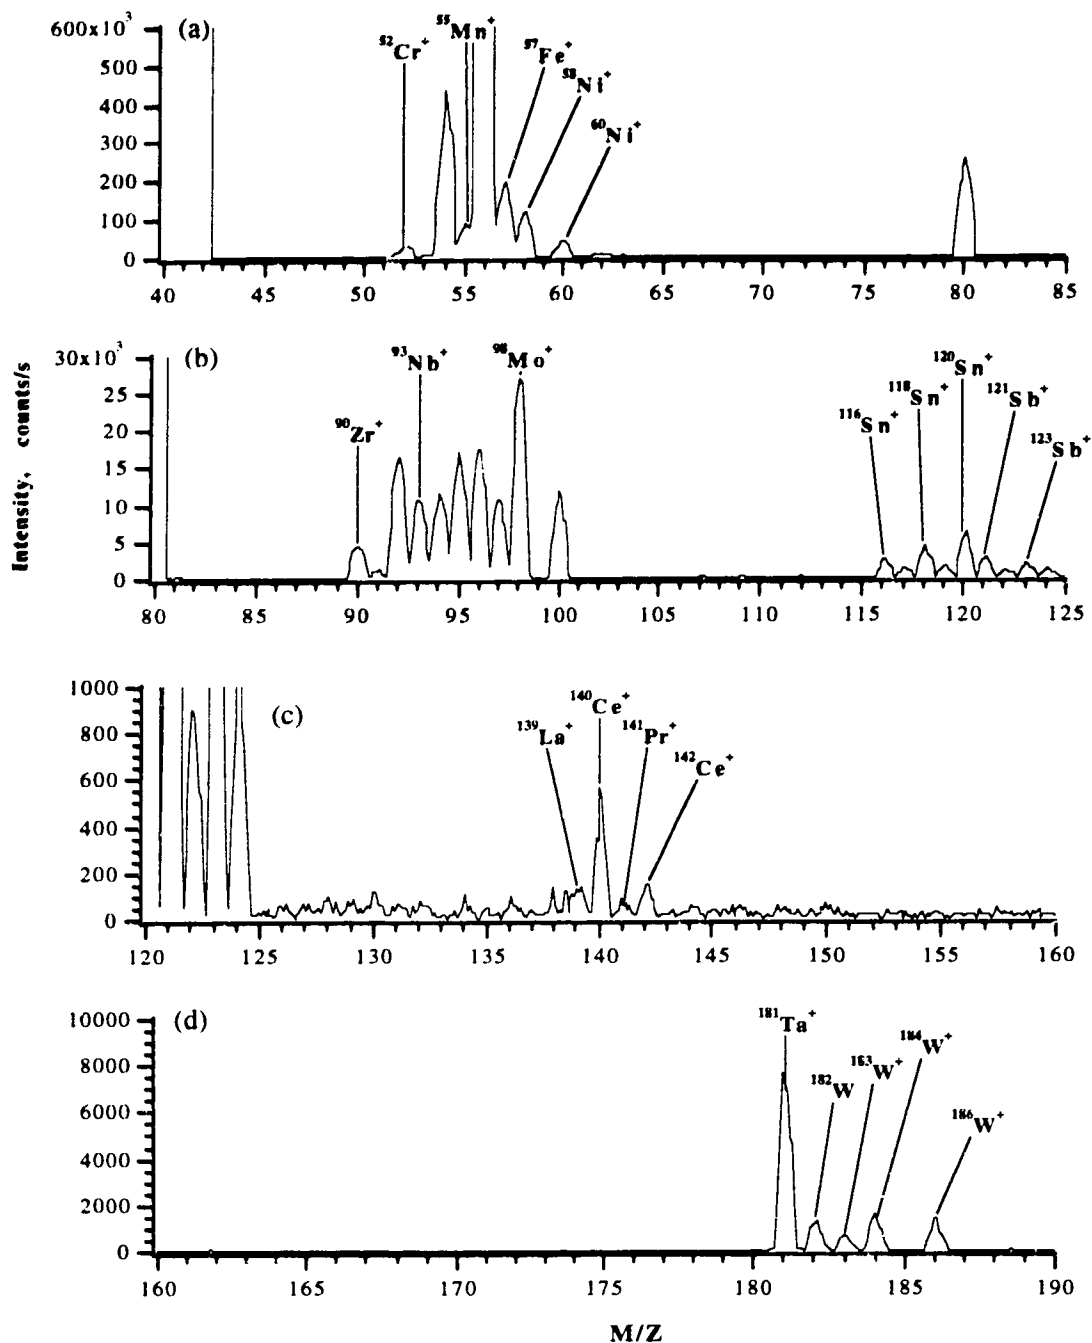 (a)
600x10³
500
400
300
200
100
0
⁵²Cr⁺
⁵⁵Mn⁺
⁵⁷Fe⁺
⁵⁸Ni⁺
⁶⁰Ni⁺
40 45 50 55 60 65 70 75 80 85
(b)
30x10³
25
20
15
10
5
0
⁹⁰Zr⁺
⁹³Nb⁺
⁹⁸Mo⁺
¹¹⁶Sn⁺
¹¹⁸Sn⁺
¹²⁰Sn⁺
¹²¹Sb⁺
¹²³Sb⁺
80 85 90 95 100 105 110 115 120 125
Intensity, counts/s
(c)
1000
800
600
400
200
0
¹³⁹La⁺
¹⁴⁰Ce⁺
¹⁴¹Pr⁺
¹⁴²Ce⁺
120 125 130 135 140 145 150 155 160
(d)
10000
8000
6000
4000
2000
0
¹⁸¹Ta⁺
¹⁸²W
¹⁸³W⁺
¹⁸⁴W⁺
¹⁸⁶W⁺
160 165 170 175 180 185 190
M/Z